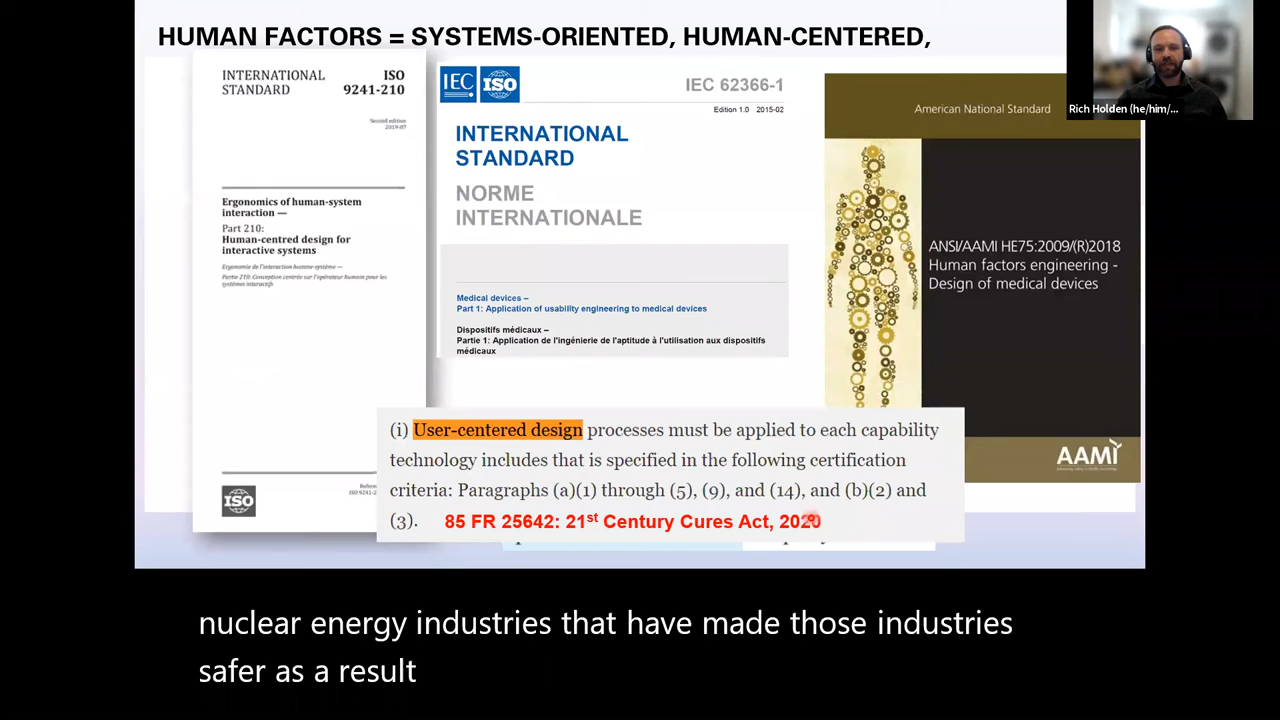 HUMAN FACTORS = SYSTEMS-ORIENTED, HUMAN-CENTERED,
Rich Holden (he/him/...
INTERNATIONAL
STANDARD
ISO
9241-210
Second edition
2019-07
Ergonomics of human-system
interaction —
Part 210:
Human-centred design for
interactive systems
Ergonomie de l'interaction homme-système —
Partie 210: Conception centrée sur l'opérateur humain pour les
systèmes interactifs
ISO
ISO 9241-2
IEC
ISO
IEC 62366-1
Edition 1.0 2015-02
INTERNATIONAL
STANDARD
NORME
INTERNATIONALE
Medical devices –
Part 1: Application of usability engineering to medical devices
Dispositifs médicaux –
Partie 1: Application de l'ingénierie de l'aptitude à l'utilisation aux dispositifs
médicaux
American National Standard
ANSI/AAMI HE75:2009/(R)2018
Human factors engineering -
Design of medical devices
AAMI
(i) User-centered design processes must be applied to each capability
technology includes that is specified in the following certification
criteria: Paragraphs (a)(1) through (5), (9), and (14), and (b)(2) and
(3). 85 FR 25642: 21st Century Cures Act, 2020
nuclear energy industries that have made those industries
safer as a result